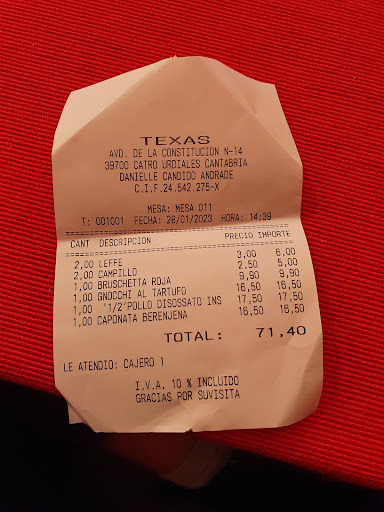 TEXAS
AVD. DE LA CONSTITUCION N-14
39700 CATRO URDIALES CANTABRIA
DANIELLE CANDIDO ANDRADE
C.I.F.24.542.275-X
MESA: MESA 011
T: 001001 FECHA: 28/01/2023 HORA: 14:39
CANT DESCRIPCION PRECIO IMPORTE
2,00 LEFFE 3,00 6,00
2,00 CAMPILLO 2,50 5,00
1,00 BRUSCHETTA ROJA 9,90 9,90
1,00 GNOCCHI AL TARTUFO 16,50 16,50
1,00 "1/2"POLLO DISOSSATO INS 17,50 17,50
1,00 CAPONATA BERENJENA 16,50 16,50
TOTAL: 71,40
LE ATENDIO: CAJERO 1
I.V.A. 10 % INCLUIDO
GRACIAS POR SUVISITA